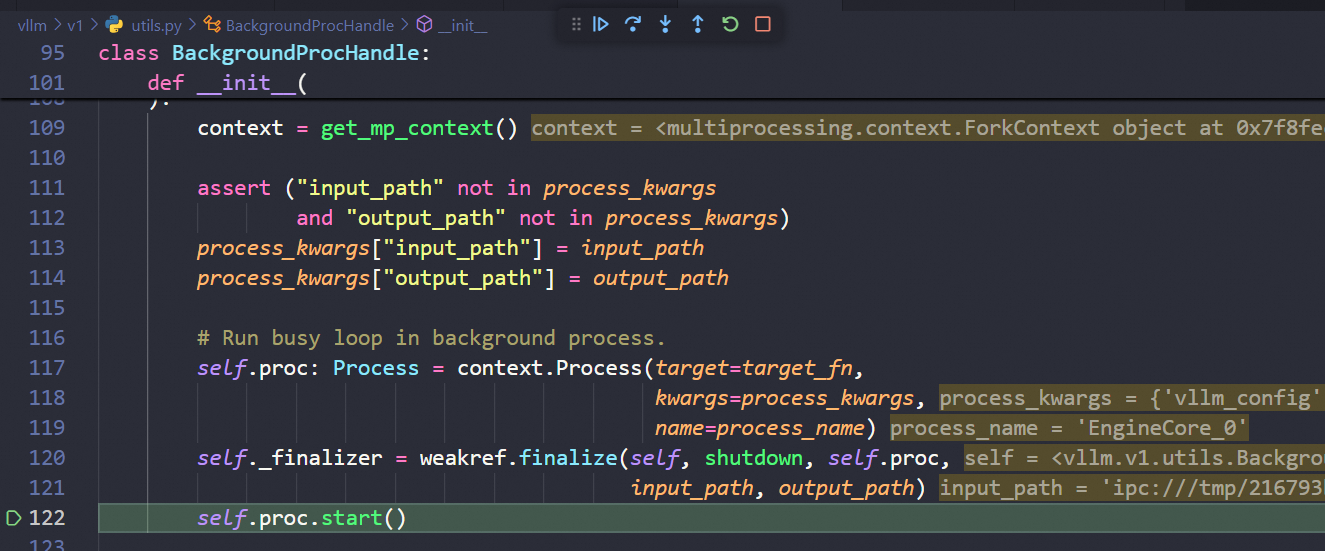 vllm > v1 > utils.py > BackgroundProcHandle > __init__
95 class BackgroundProcHandle:
101 def __init__(
109 context = get_mp_context() context = <multiprocessing.context.ForkContext object at 0x7f8fe
110
111 assert ("input_path" not in process_kwargs
112 and "output_path" not in process_kwargs)
113 process_kwargs["input_path"] = input_path
114 process_kwargs["output_path"] = output_path
115
116 # Run busy loop in background process.
117 self.proc: Process = context.Process(target=target_fn,
118 kwargs=process_kwargs, process_kwargs = {'vllm_config'
119 name=process_name) process_name = 'EngineCore_0'
120 self._finalizer = weakref.finalize(self, shutdown, self.proc, self = <vllm.v1.utils.Backgro
121 input_path, output_path) input_path = 'ipc:///tmp/216793
122 self.proc.start()
123